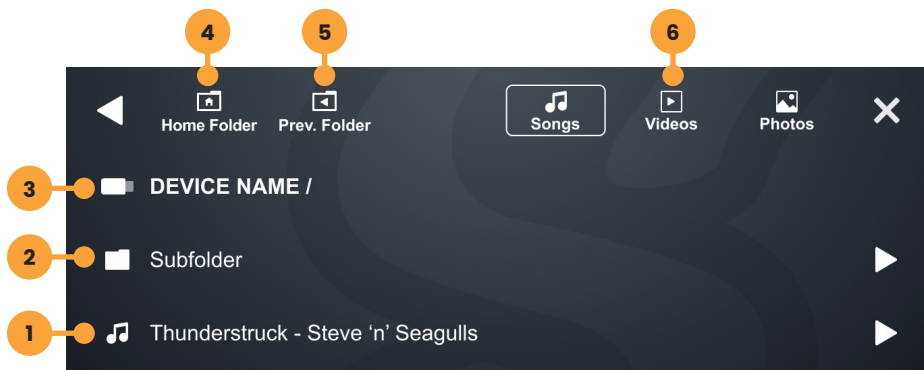 4 5 6
Home Folder Prev. Folder Songs Videos Photos
3 DEVICE NAME /
2 Subfolder
1 Thunderstruck - Steve ‘n’ Seagulls